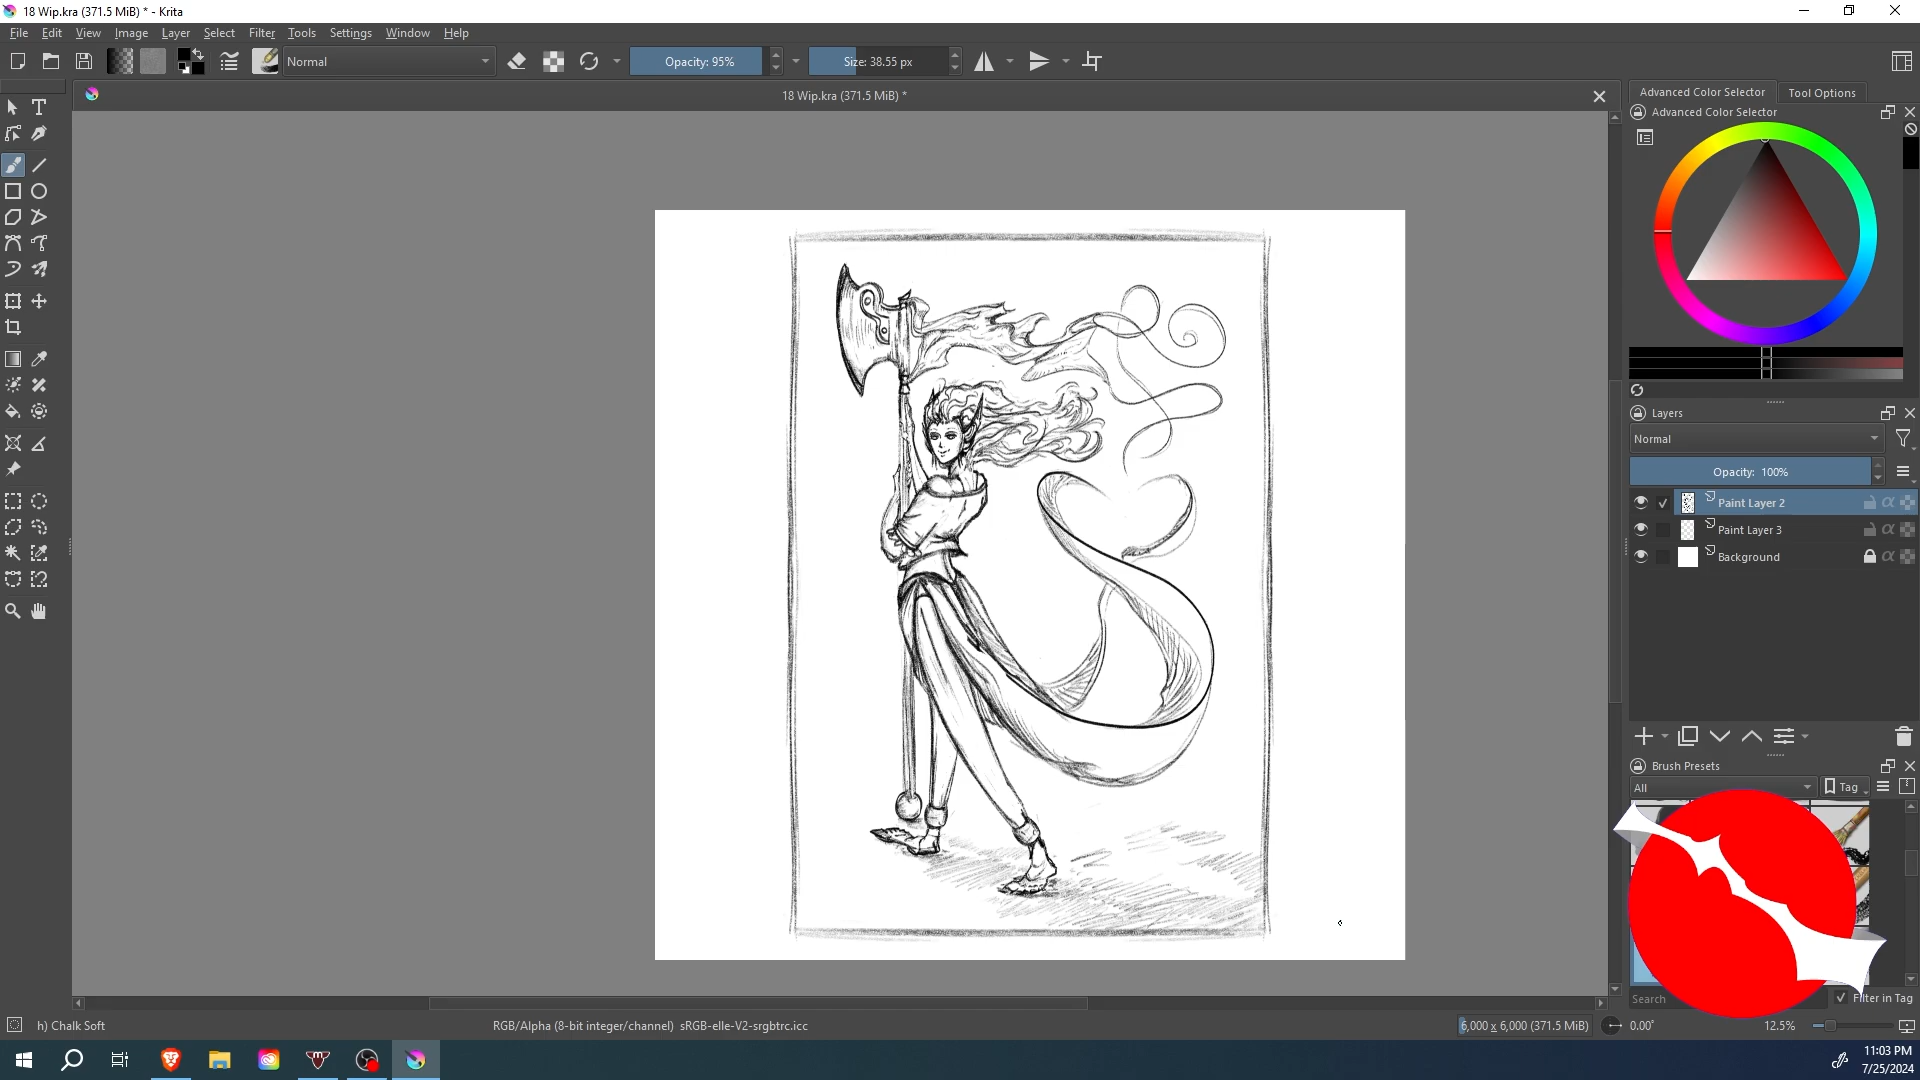 18 Wip.kra (371.5 MiB) * - Krita
File Edit View Image Layer Select Filter Tools Settings Window Help
Normal
Opacity: 95%
Size: 38.55 px
18 Wip.kra (371.5 MiB) *
Advanced Color Selector
Tool Options
Advanced Color Selector
Layers
Normal
Opacity: 100%
Paint Layer 2
Paint Layer 3
Background
Brush Presets
All
Tag
Search
Filter in Tag
h) Chalk Soft
RGB/Alpha (8-bit integer/channel) sRGB-elle-V2-srgbtrc.icc
6,000 x 6,000 (371.5 MiB)
0.00°
12.5%
11:03 PM
7/25/2024